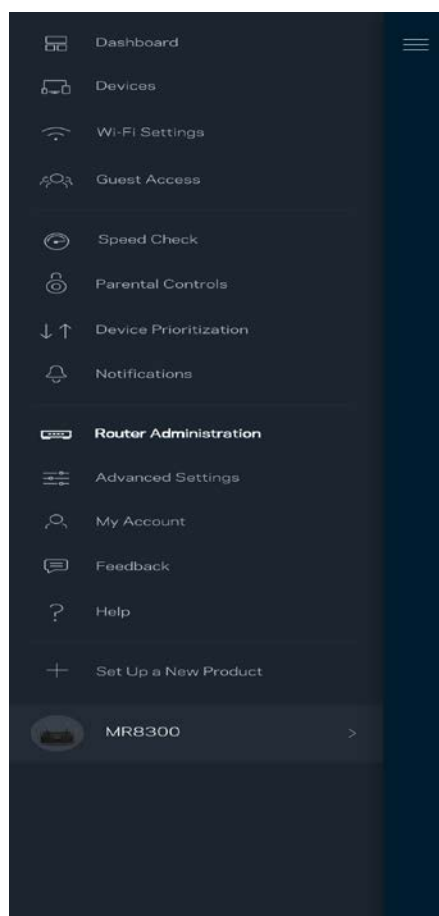 Dashboard
Devices
Wi-Fi Settings
Guest Access
Speed Check
Parental Controls
Device Prioritization
Notifications
Router Administration
Advanced Settings
My Account
Feedback
? Help
+ Set Up a New Product
MR8300 >